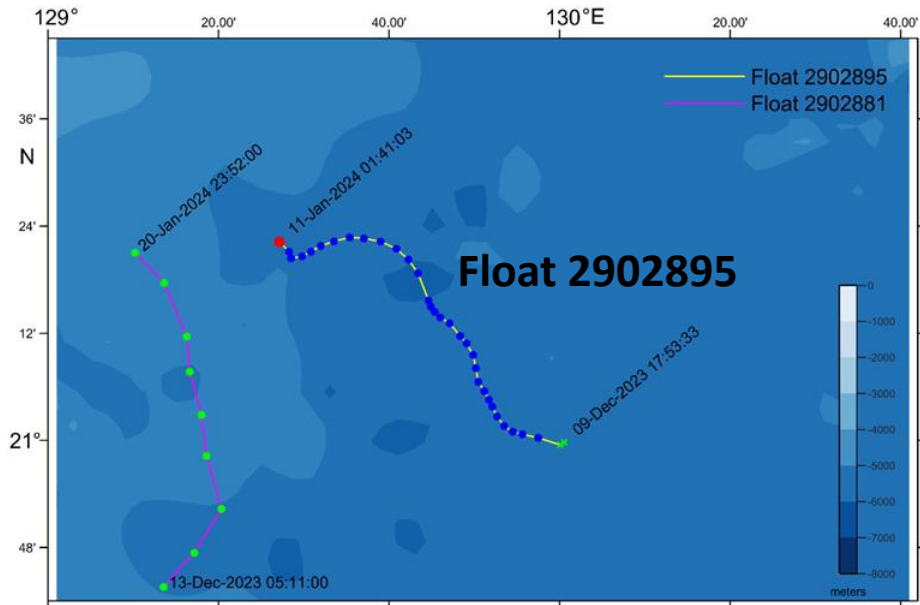 129° 20.00' 40.00' 130°E 20.00' 40.00'
Float 2902895
Float 2902881
36'
N
11-Jan-2024 01:41:03
20-Jan-2024 23:52:00
24'
Float 2902895
0
-1000
12'
-2000
09-Dec-2023 17:53:33
-3000
-4000
21°
-5000
-6000
-7000
48'
-8000
13-Dec-2023 05:11:00
meters